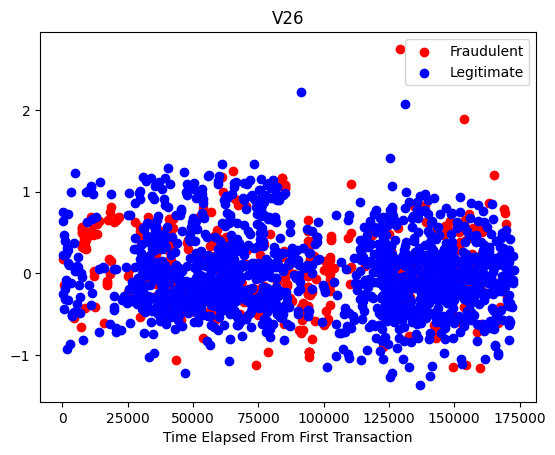 V26
Fraudulent
Legitimate
2
1
0
−1
0 25000 50000 75000 100000 125000 150000 175000
Time Elapsed From First Transaction